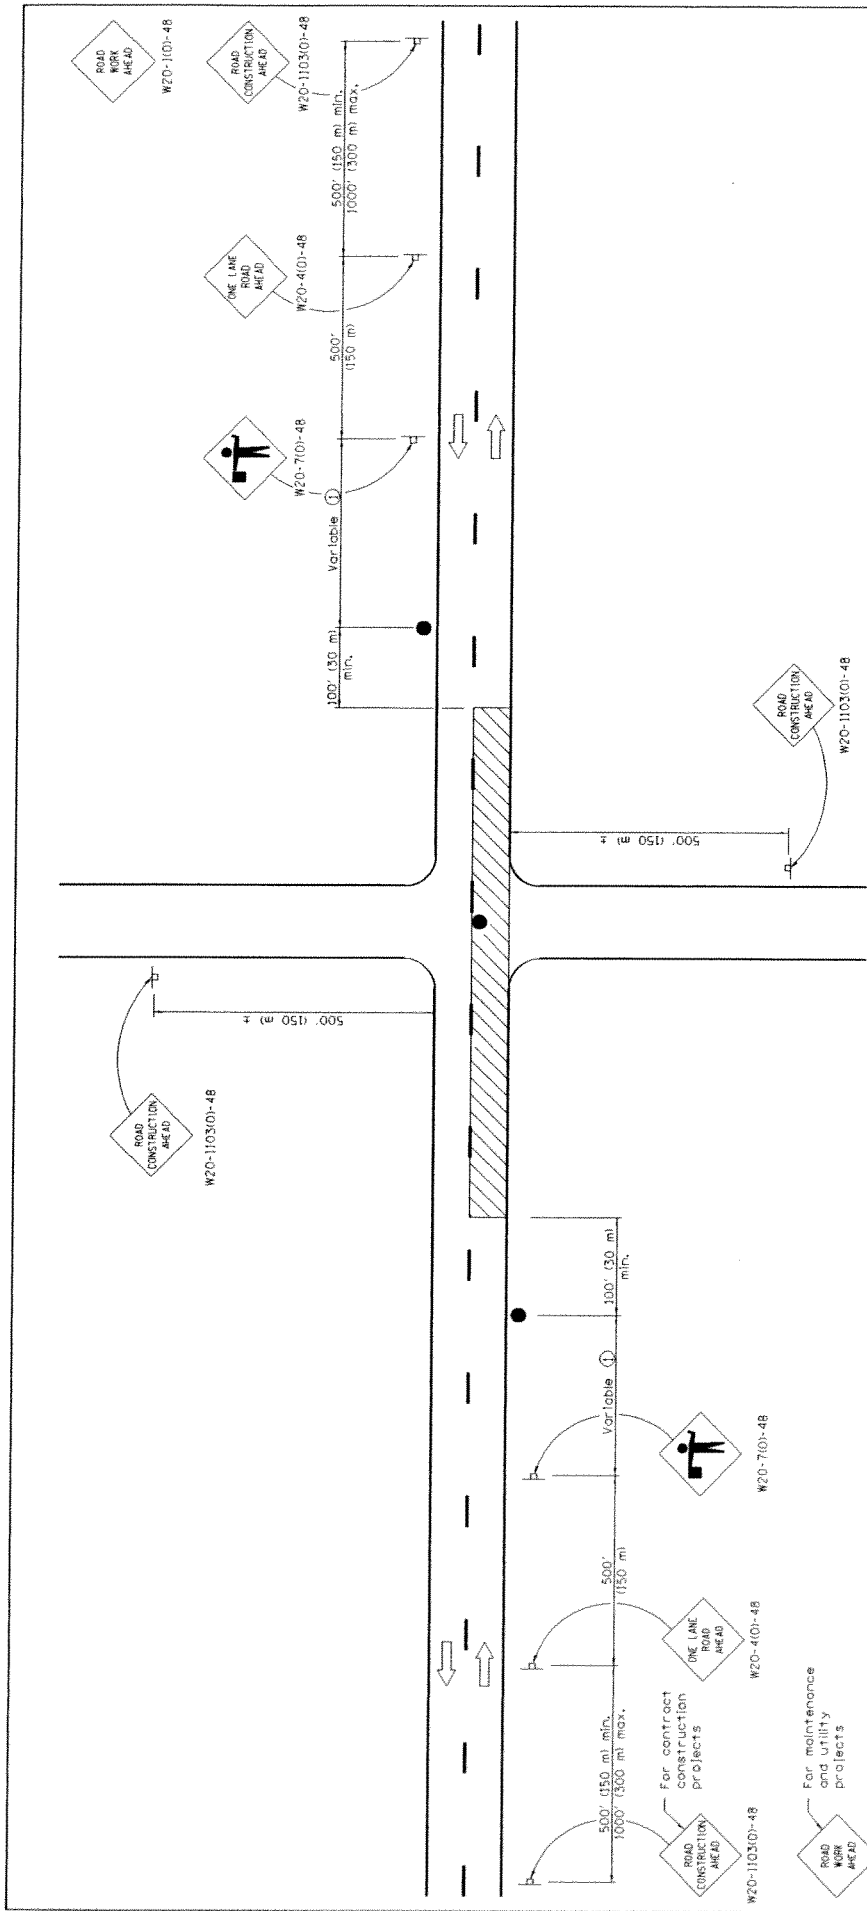 ROAD
WORK
AHEAD
W20-1(O)-48
ROAD
CONSTRUCTION
AHEAD
W20-1103(O)-48
ROAD
CONSTRUCTION
AHEAD
W20-1103(O)-48
W20-7(O)-48
ONE LANE
ROAD
AHEAD
W20-4(O)-48
500' (150 m) ±
100' (30 m)
min.
Variable 1
500'
(150 m)
500' (150 m) min.
1000' (300 m) max.
500' (150 m) min.
1000' (300 m) max.
500'
(150 m)
Variable 1
100' (30 m)
min.
500' (150 m) ±
For contract
construction
projects
ROAD
CONSTRUCTION
AHEAD
W20-1103(O)-48
ONE LANE
ROAD
AHEAD
W20-4(O)-48
W20-7(O)-48
ROAD
CONSTRUCTION
AHEAD
W20-1103(O)-48
For maintenance
and utility
projects
ROAD
WORK
AHEAD